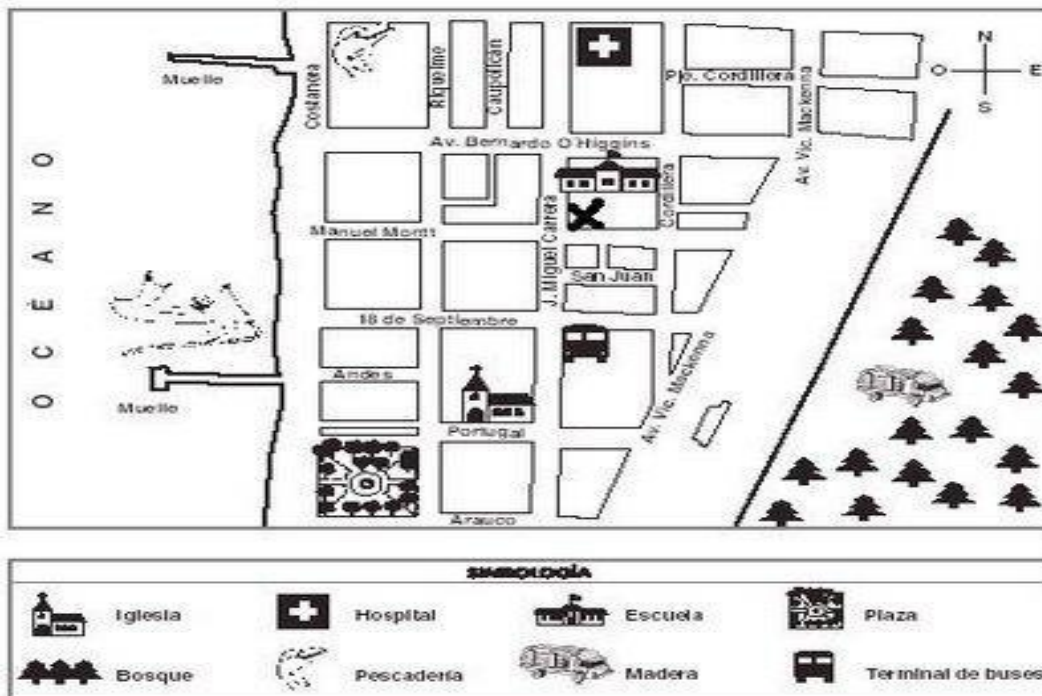 Muelle
Costanera
Riquelme
Caupolicán
Pje. Cordillera
Av. Vic. Mackenna
N
O
E
S
Av. Bernardo O'Higgins
OCÉANO
Manuel Montt
J. Miguel Carrera
Cordillera
San Juan
18 de Septiembre
Andes
Av. Vic. Mackenna
Muelle
Portugal
Arauco
SIMBOLOGÍA
Iglesia
Hospital
Escuela
Plaza
Bosque
Pescadería
Madera
Terminal de buses